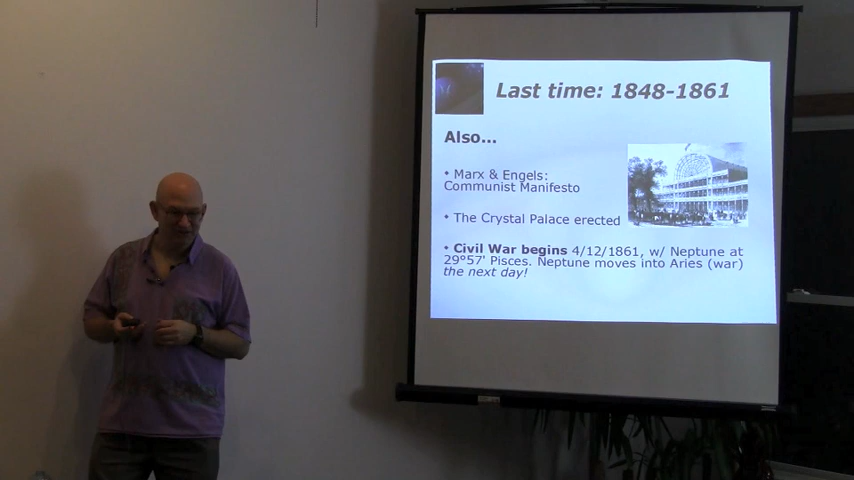 Last time: 1848-1861
Also...
• Marx & Engels:
Communist Manifesto
• The Crystal Palace erected
• Civil War begins 4/12/1861, w/ Neptune at
29°57' Pisces. Neptune moves into Aries (war)
the next day!